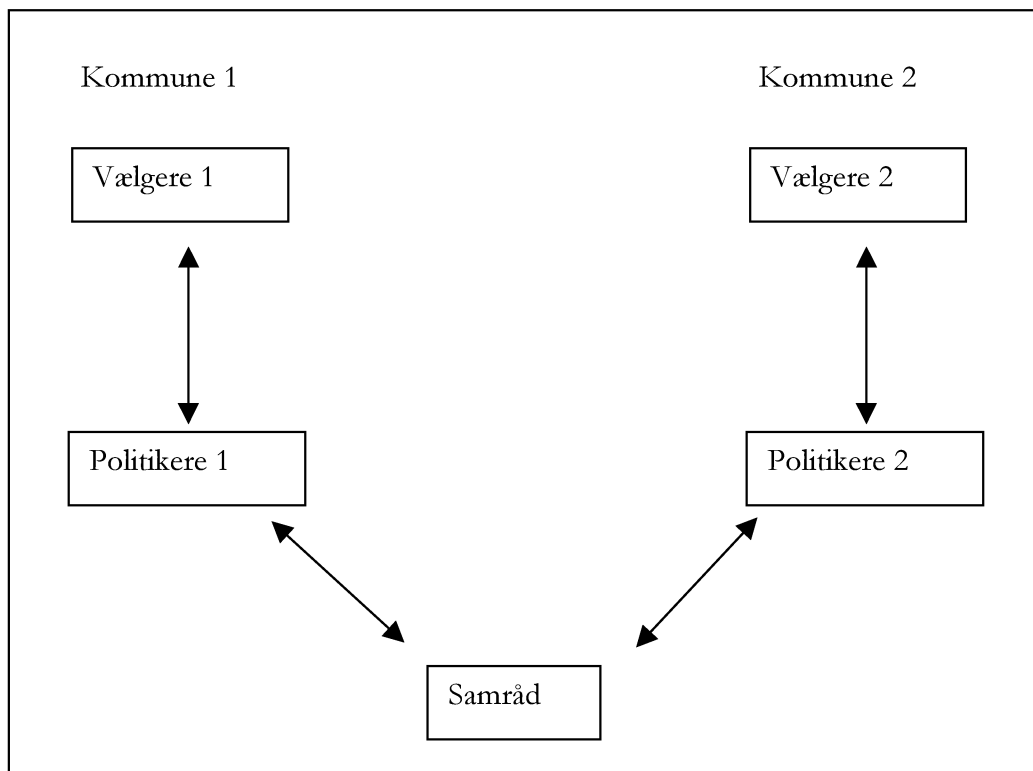 Kommune 1
Kommune 2
Vælgere 1
Vælgere 2
Politikere 1
Politikere 2
Samråd